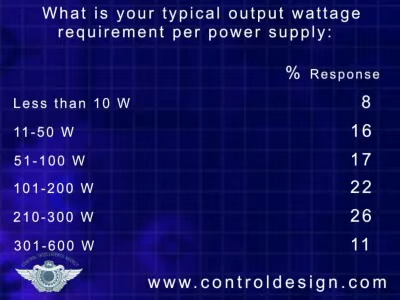 What is your typical output wattage
requirement per power supply:
% Response
Less than 10 W 8
11-50 W 16
51-100 W 17
101-200 W 22
210-300 W 26
301-600 W 11
www.controldesign.com